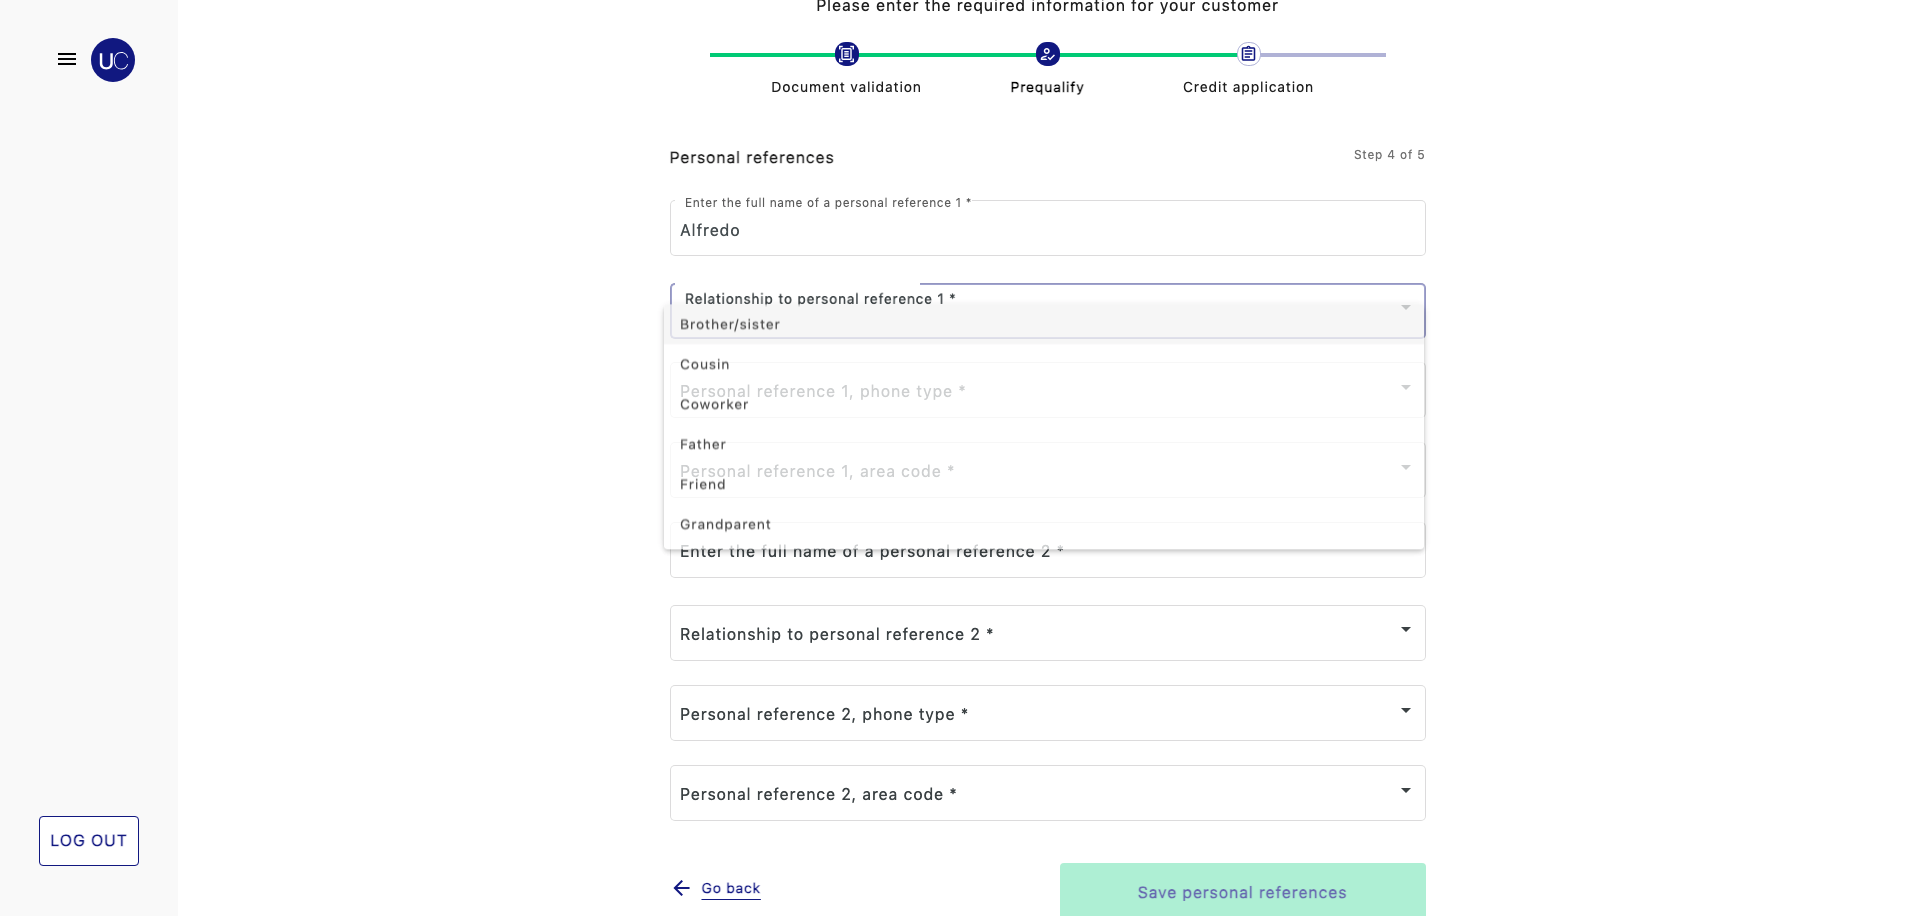 Please enter the required information for your customer
UC
Document validation
Prequalify
Credit application
Personal references
Step 4 of 5
Enter the full name of a personal reference 1 *
Alfredo
Relationship to personal reference 1 *
Brother/sister
Cousin
Personal reference 1, phone type *
Coworker
Father
Personal reference 1, area code *
Friend
Grandparent
Enter the full name of a personal reference 2 *
Relationship to personal reference 2 *
Personal reference 2, phone type *
Personal reference 2, area code *
LOG OUT
Go back
Save personal references